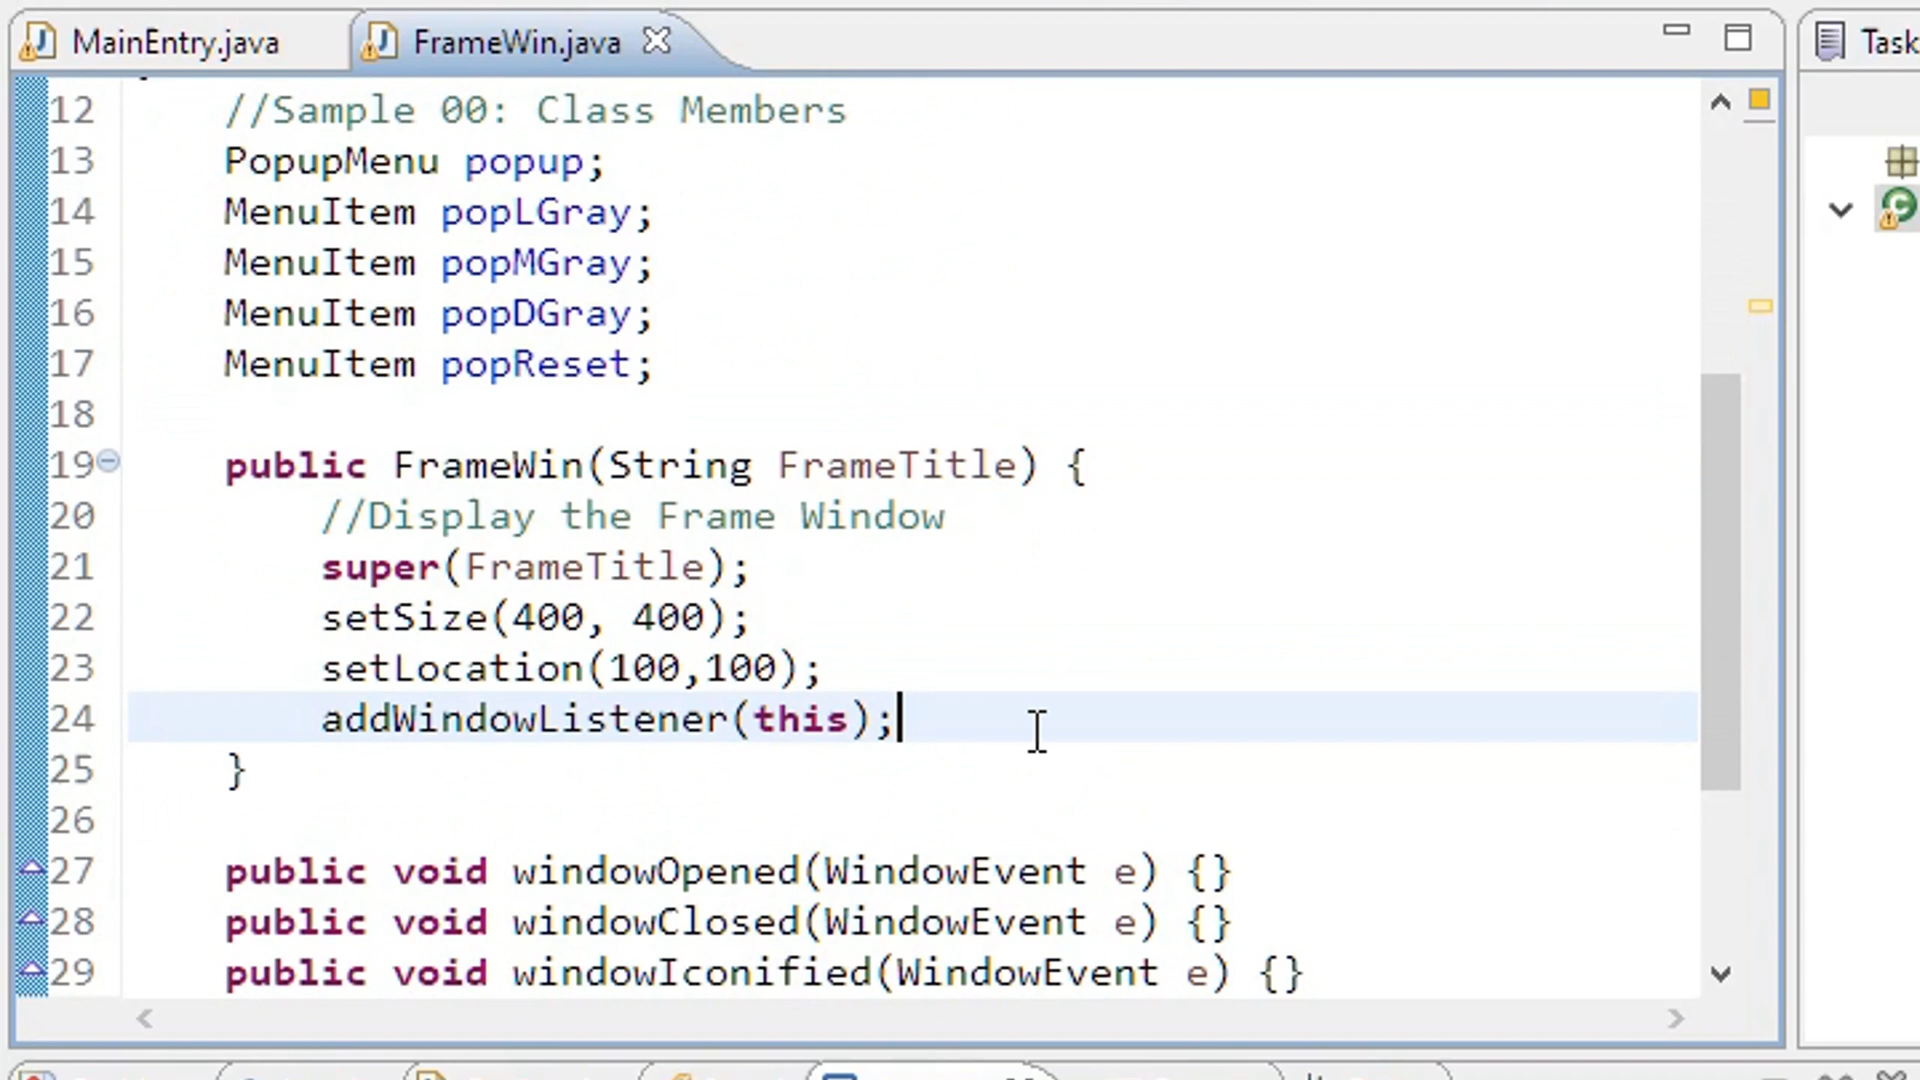 MainEntry.java FrameWin.java Task
12 //Sample 00: Class Members
13 PopupMenu popup;
14 MenuItem popLGray;
15 MenuItem popMGray;
16 MenuItem popDGray;
17 MenuItem popReset;
18
19 public FrameWin(String FrameTitle) {
20 //Display the Frame Window
21 super(FrameTitle);
22 setSize(400, 400);
23 setLocation(100,100);
24 addWindowListener(this);
25 }
26
27 public void windowOpened(WindowEvent e) {}
28 public void windowClosed(WindowEvent e) {}
29 public void windowIconified(WindowEvent e) {}